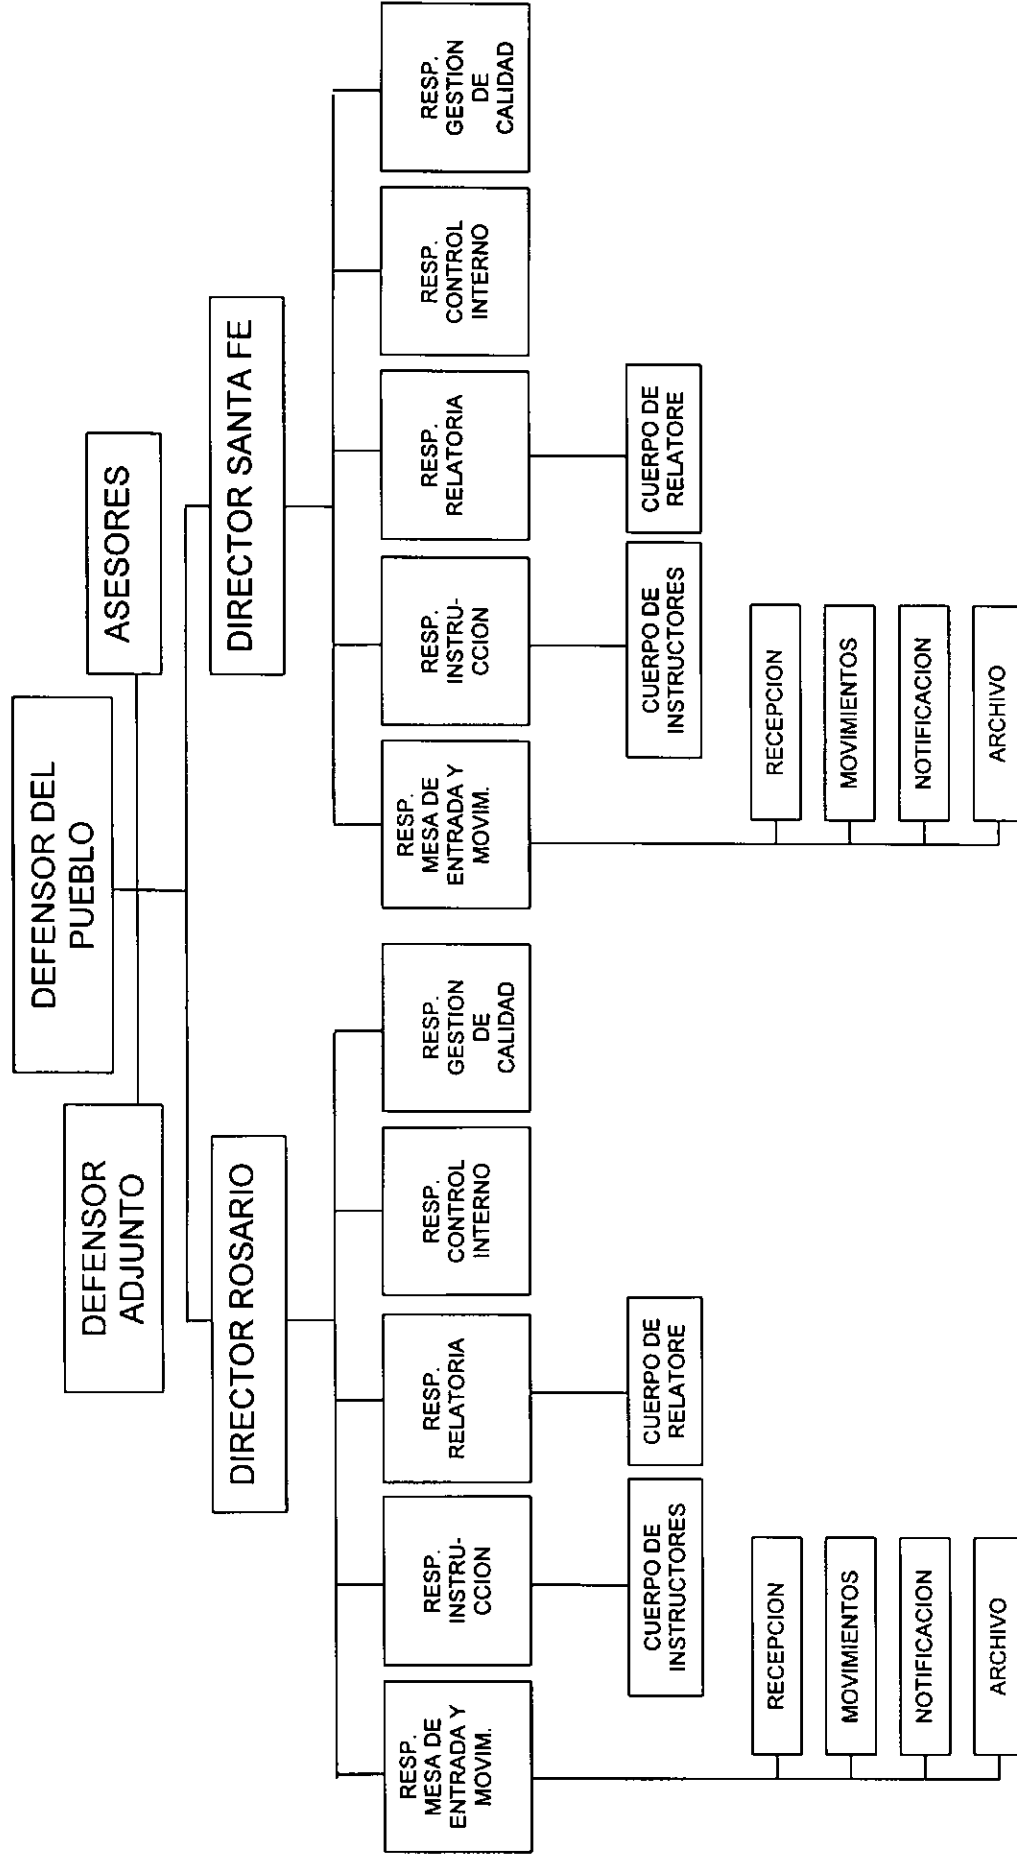 DEFENSOR DEL
PUEBLO
DEFENSOR
ADJUNTO
ASESORES
DIRECTOR ROSARIO
DIRECTOR SANTA FE
RESP.
MESA DE
ENTRADA Y
MOVIM.
RESP.
INSTRU-
CCION
RESP.
RELATORIA
RESP.
CONTROL
INTERNO
RESP.
GESTION
DE
CALIDAD
RESP.
MESA DE
ENTRADA Y
MOVIM.
RESP.
INSTRU-
CCION
RESP.
RELATORIA
RESP.
CONTROL
INTERNO
RESP.
GESTION
DE
CALIDAD
CUERPO DE
INSTRUCTORES
CUERPO DE
RELATORE
CUERPO DE
INSTRUCTORES
CUERPO DE
RELATORE
RECEPCION
MOVIMIENTOS
NOTIFICACION
ARCHIVO
RECEPCION
MOVIMIENTOS
NOTIFICACION
ARCHIVO